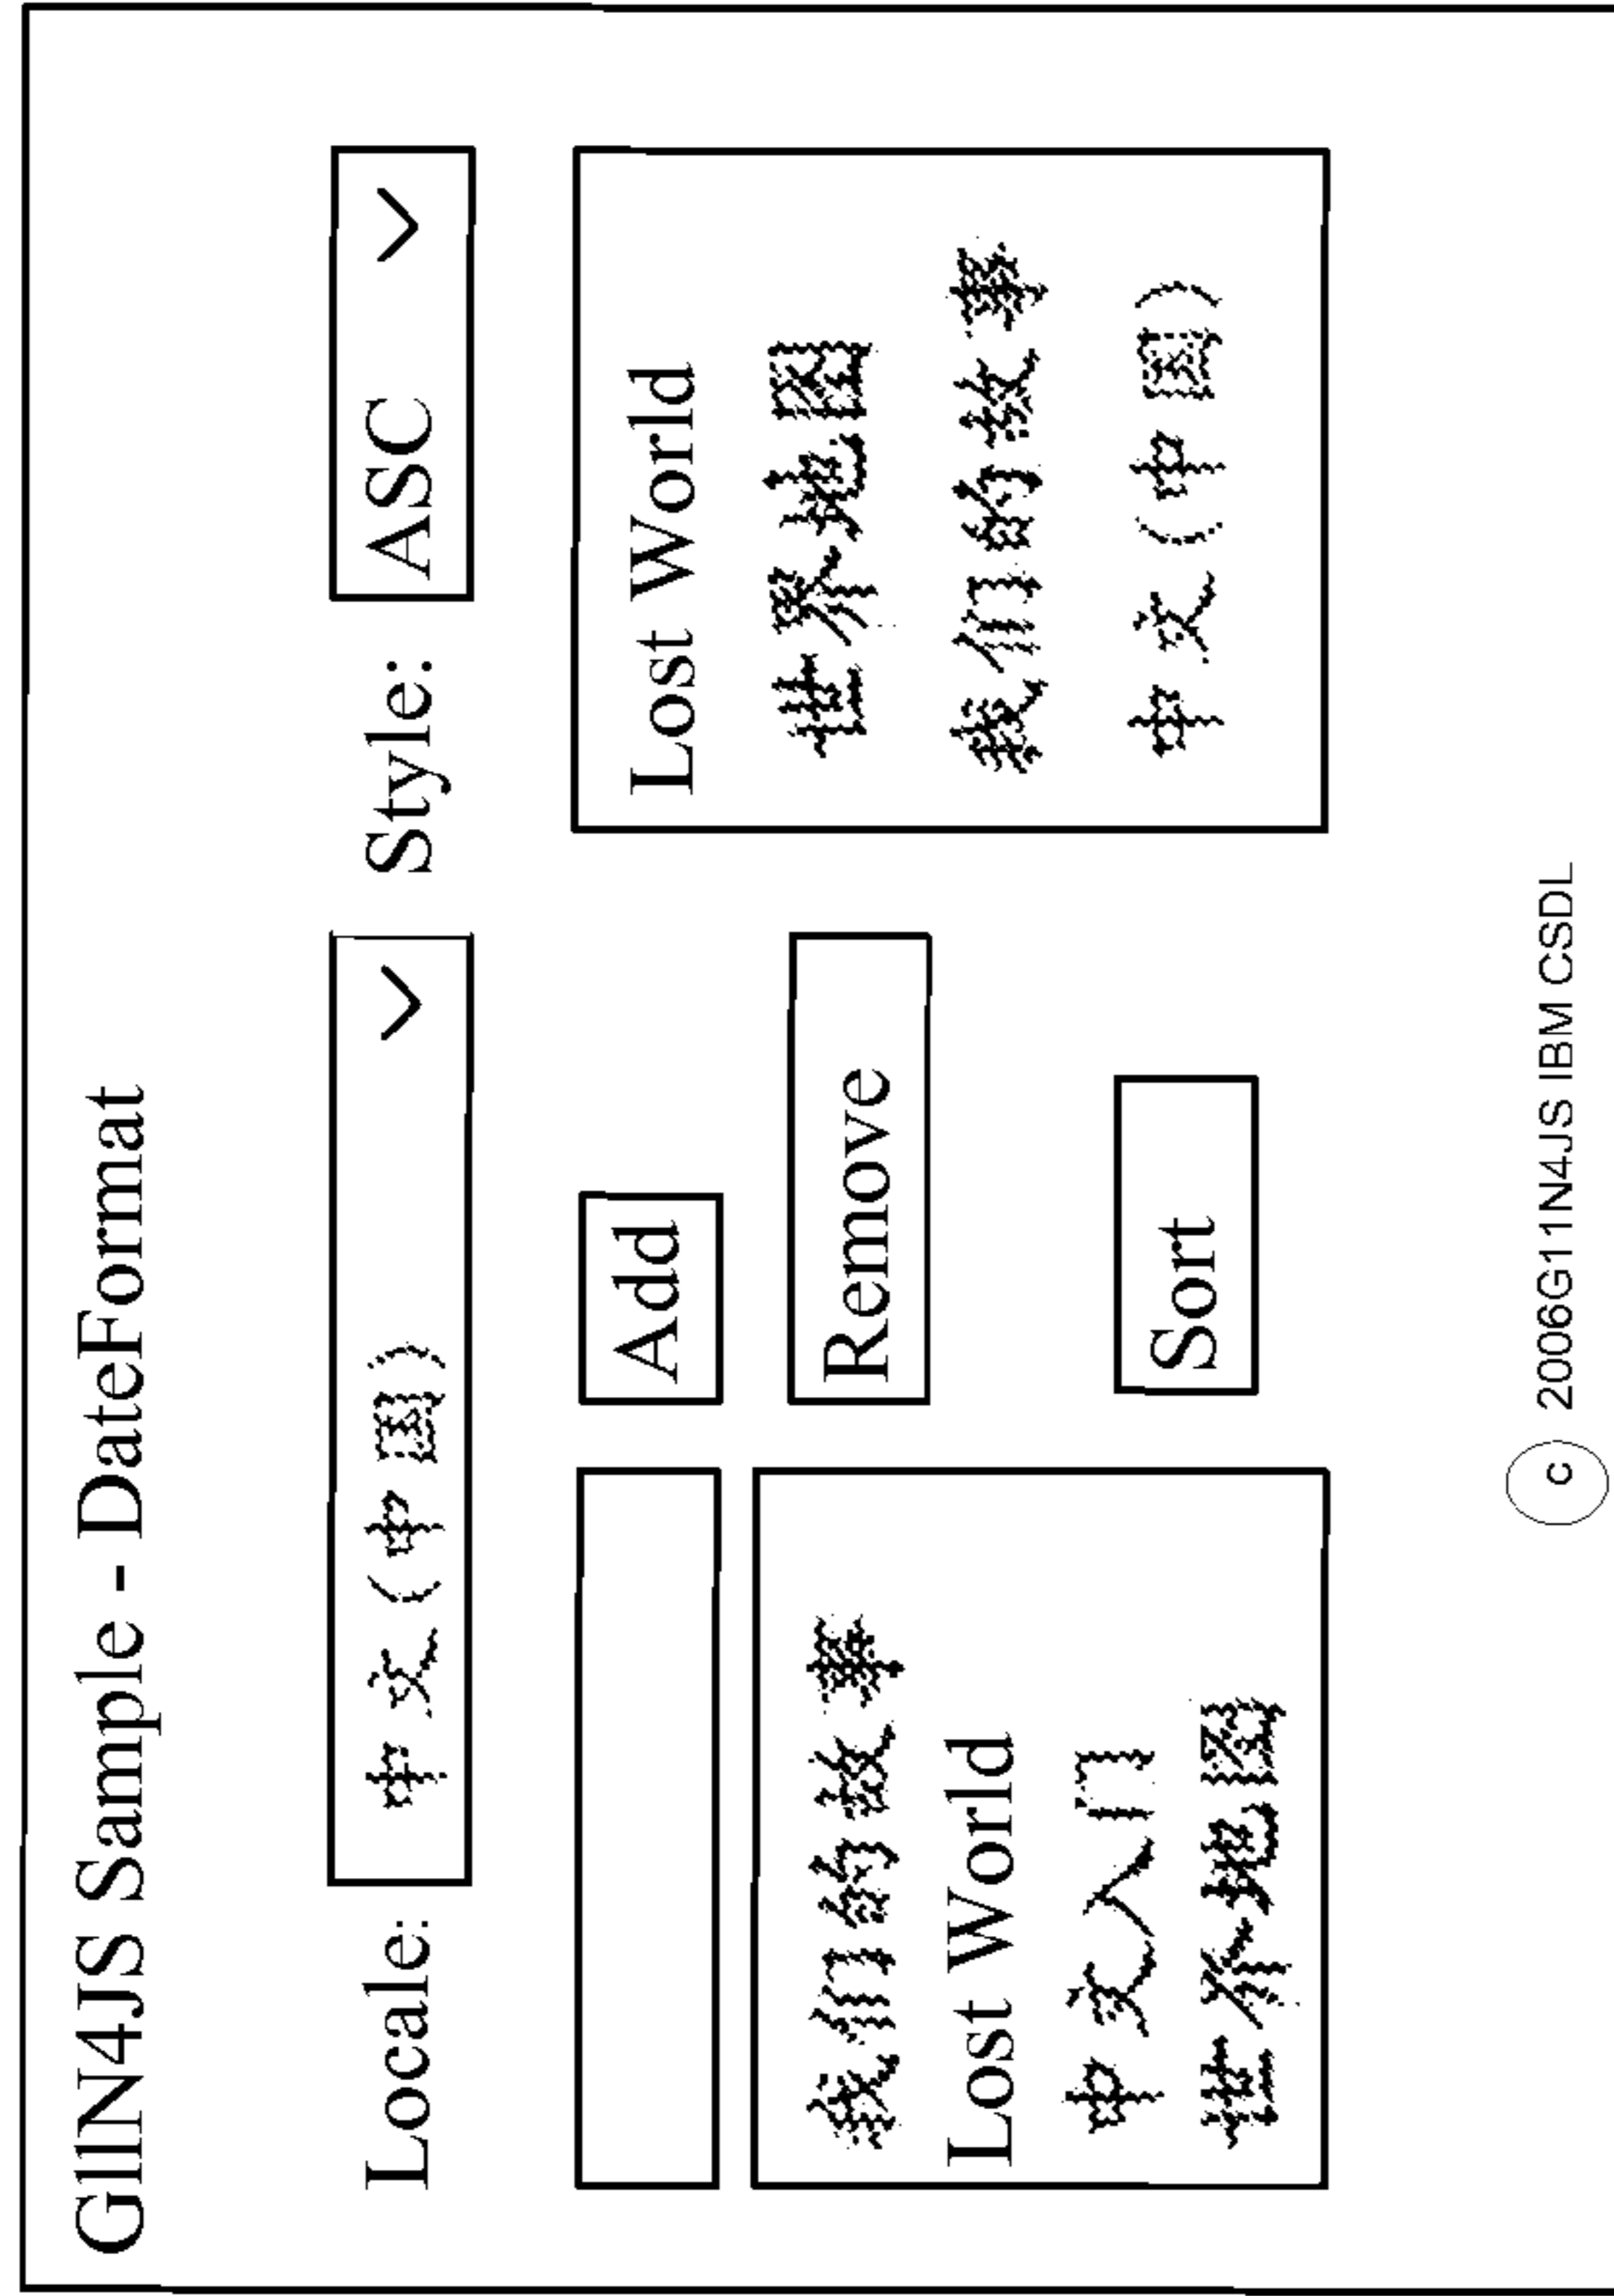 G11N4JS Sample - DateFormat
Locale: 中文(中国) Style: ASC
Add
Remove
Sort
我们的故事
Lost World
中文入门
世界地图
Lost World
世界地图
我们的故事
中文(中国)
c 2006G11N4JS IBM CSDL